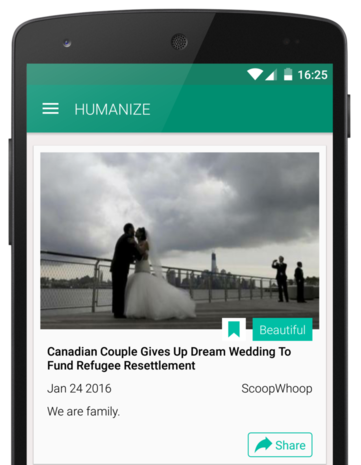 16:25
HUMANIZE
Beautiful
Canadian Couple Gives Up Dream Wedding To
Fund Refugee Resettlement
Jan 24 2016 ScoopWhoop
We are family.
Share